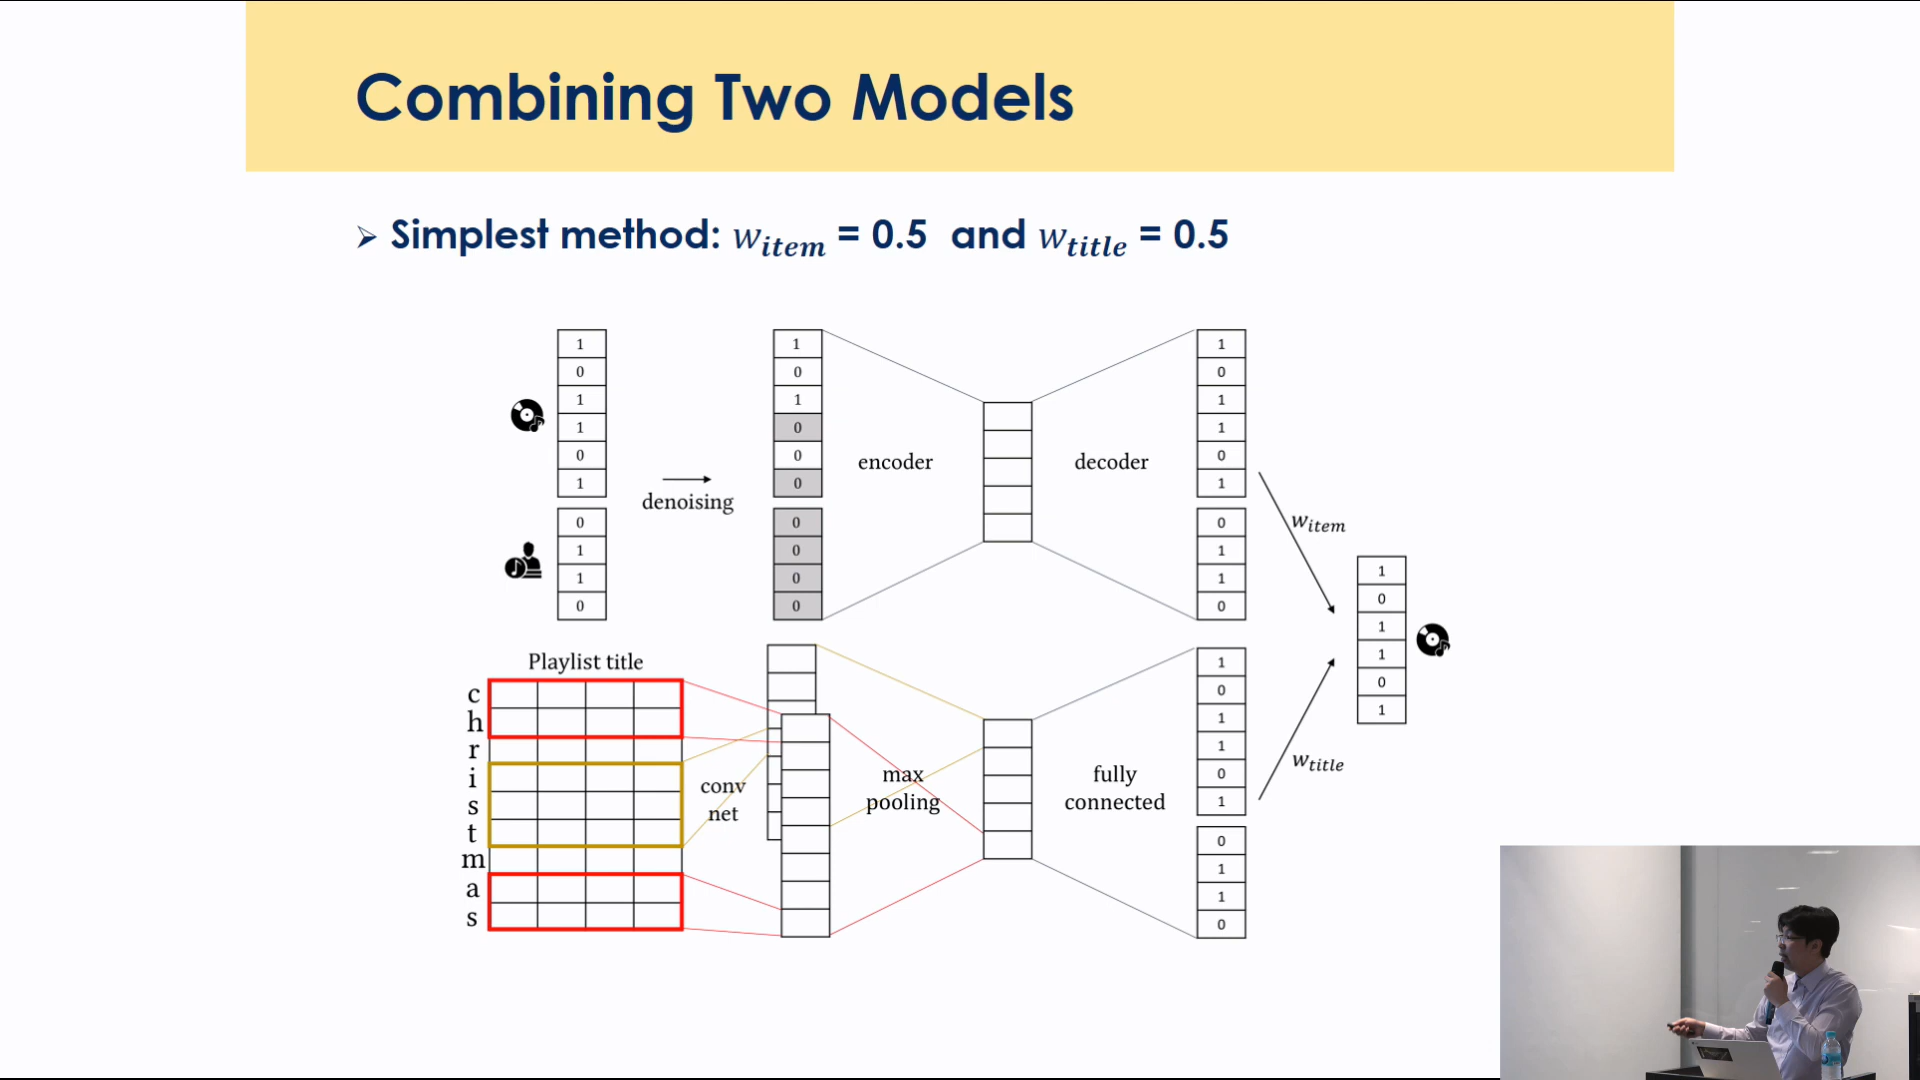 Combining Two Models
➢ Simplest method: w_item = 0.5 and w_title = 0.5
1
0
1
1
0
1
0
1
1
0
denoising
1
0
1
0
0
0
0
0
0
0
encoder
decoder
1
0
1
1
0
1
0
1
1
0
w_item
Playlist title
c
h
r
i
s
t
m
a
s
conv
net
max
pooling
fully
connected
1
0
1
1
0
1
0
1
1
0
w_title
1
0
1
1
0
1